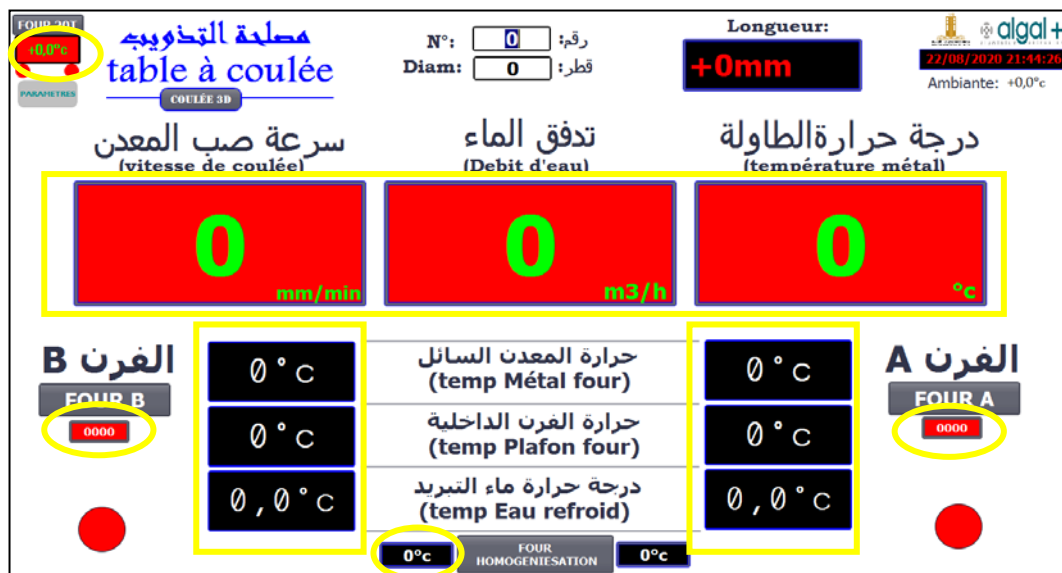 FOUR 20T
+0,0°c
PARAMETRES
مصلحة التذويب
table à coulée
COULÉE 3D
N°: 0 رقم:
Diam: 0 قطر:
Longueur:
+0mm
algal +
22/08/2020 21:44:26
Ambiante: +0,0°c
سرعة صب المعدن
(vitesse de coulée)
تدفق الماء
(Debit d'eau)
درجة حرارةالطاولة
(température métal)
0
mm/min
0
m3/h
0
°c
الفرن B
FOUR B
0000
0°c
0°c
0,0°c
حرارة المعدن السائل
(temp Métal four)
حرارة الفرن الداخلية
(temp Plafon four)
درجة حرارة ماء التبريد
(temp Eau refroid)
0°c
0°c
0,0°c
الفرن A
FOUR A
0000
0°c
FOUR
HOMOGENIESATION
0°c